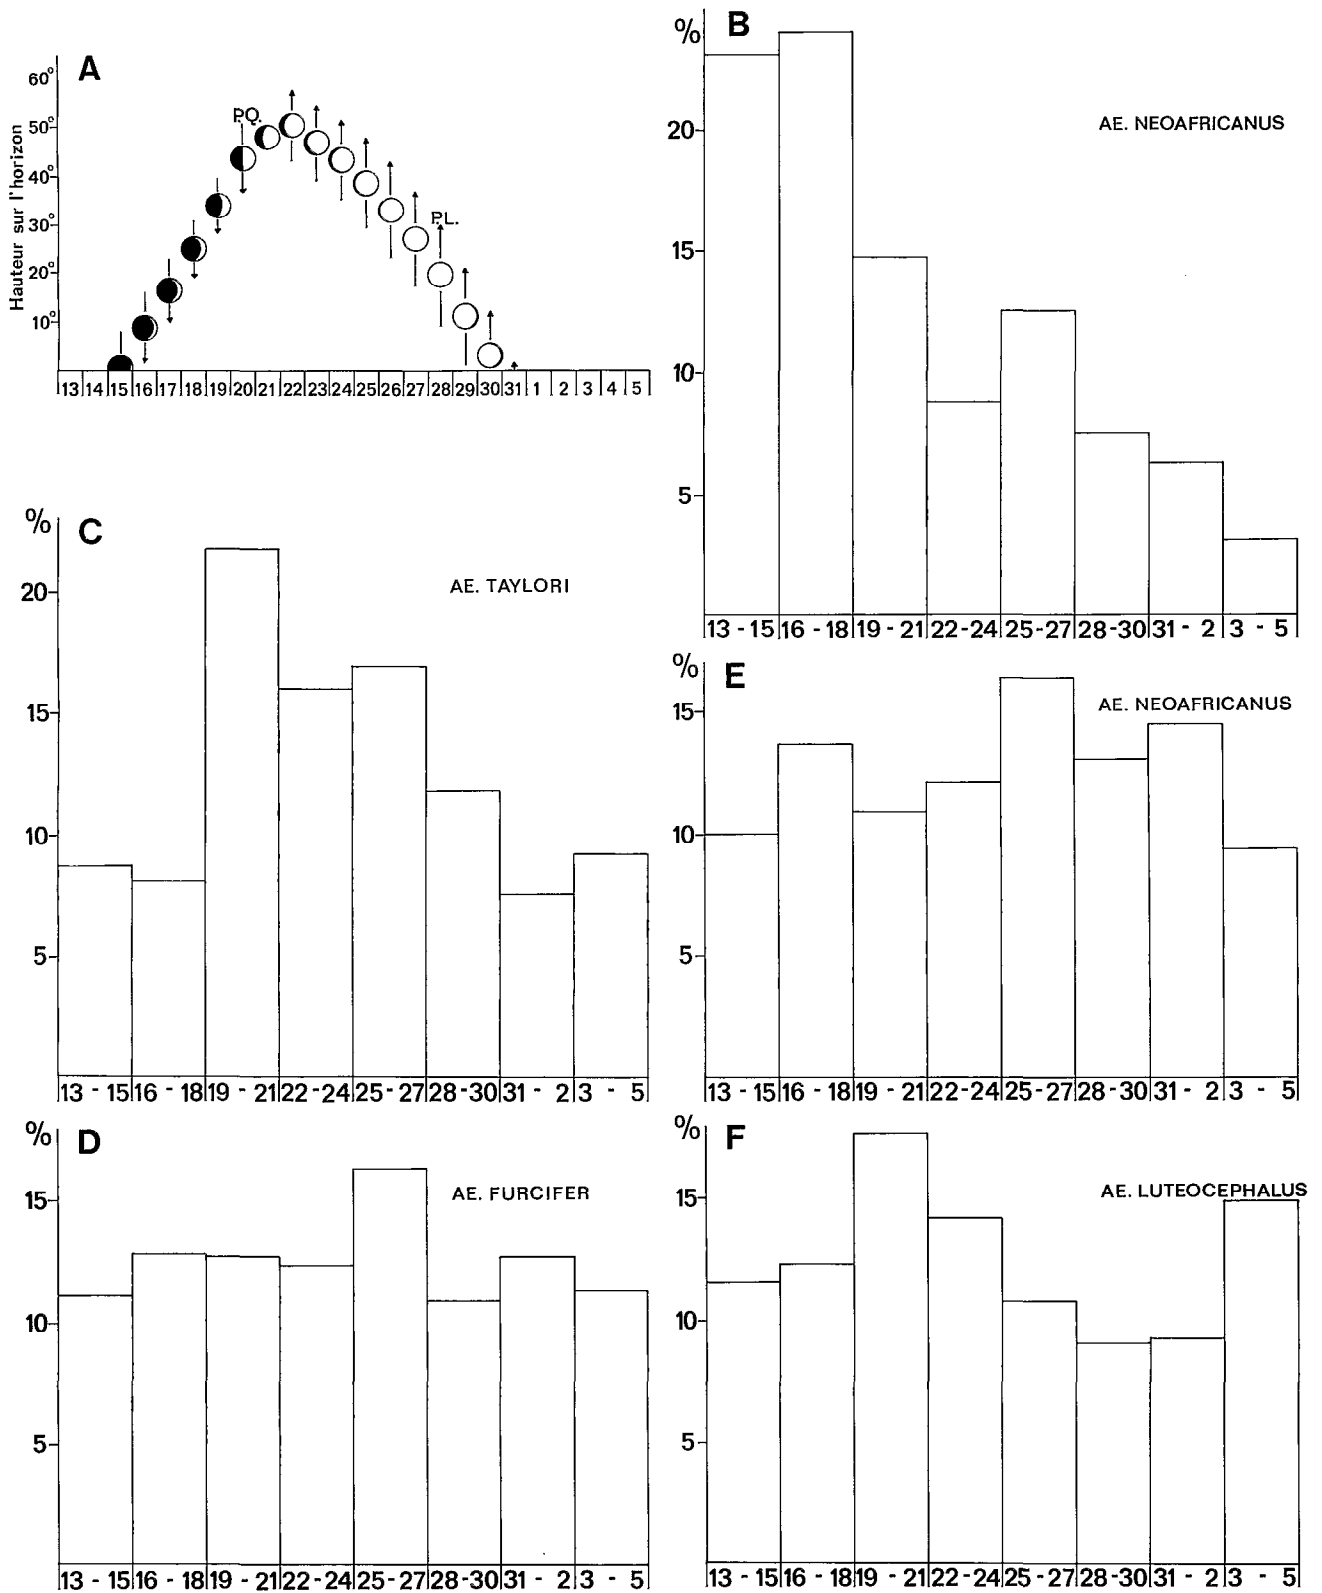 A
Hauteur sur l'horizon
60°
50°
40°
30°
20°
10°
P.Q.
P.L.
13 14 15 16 17 18 19 20 21 22 23 24 25 26 27 28 29 30 31 1 2 3 4 5
B
%
AE. NEOAFRICANUS
20
15
10
5
13 - 15 16 - 18 19 - 21 22 - 24 25 - 27 28 - 30 31 - 2 3 - 5
C
%
AE. TAYLORI
20
15
10
5
13 - 15 16 - 18 19 - 21 22 - 24 25 - 27 28 - 30 31 - 2 3 - 5
E
%
AE. NEOAFRICANUS
15
10
5
13 - 15 16 - 18 19 - 21 22 - 24 25 - 27 28 - 30 31 - 2 3 - 5
D
%
AE. FURCIFER
15
10
5
13 - 15 16 - 18 19 - 21 22 - 24 25 - 27 28 - 30 31 - 2 3 - 5
F
%
AE. LUTEOCEPHALUS
15
10
5
13 - 15 16 - 18 19 - 21 22 - 24 25 - 27 28 - 30 31 - 2 3 - 5